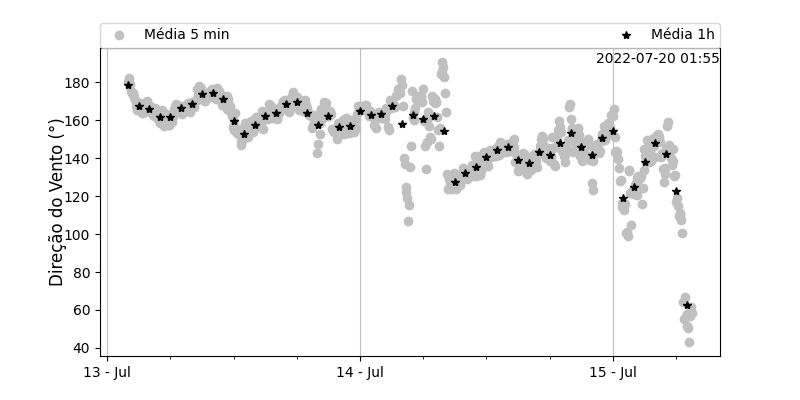 Média 5 min
Média 1h
2022-07-20 01:55
Direção do Vento (°)
180
160
140
120
100
80
60
40
13 - Jul
14 - Jul
15 - Jul